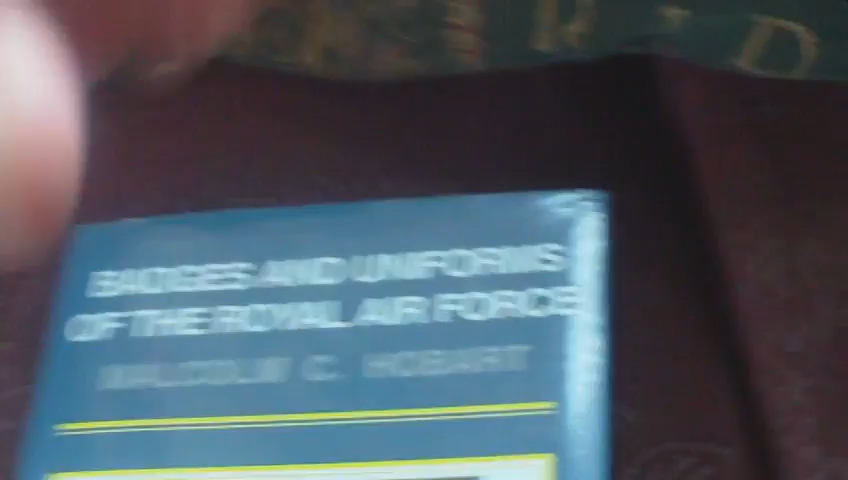 BADGES AND UNIFORMS
OF THE ROYAL AIR FORCE
MALCOLM C. HOBART